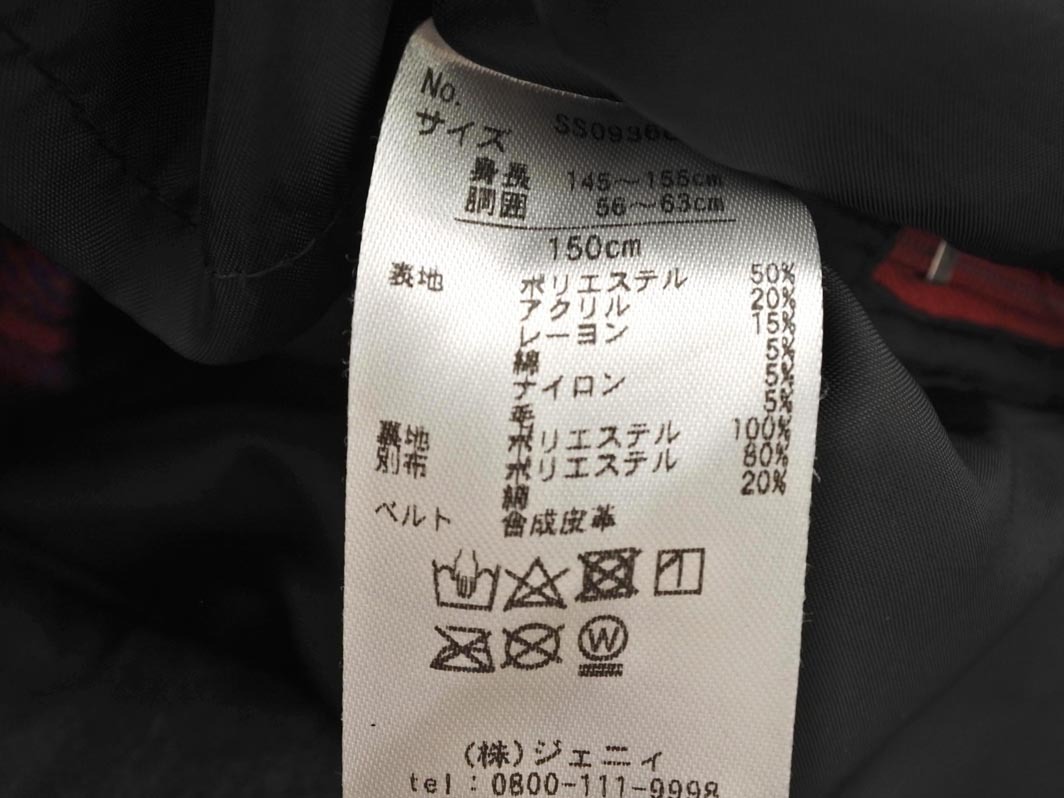 No.
サイズ SS0936
身長 145～155cm
胴囲 56～63cm
150cm
表地 ポリエステル 50%
アクリル 20%
レーヨン 15%
綿 5%
ナイロン 5%
毛 5%
裏地 ポリエステル 100%
別布 ポリエステル 80%
綿 20%
ベルト 合成皮革
W
(株)ジェニィ
tel:0800-111-9998